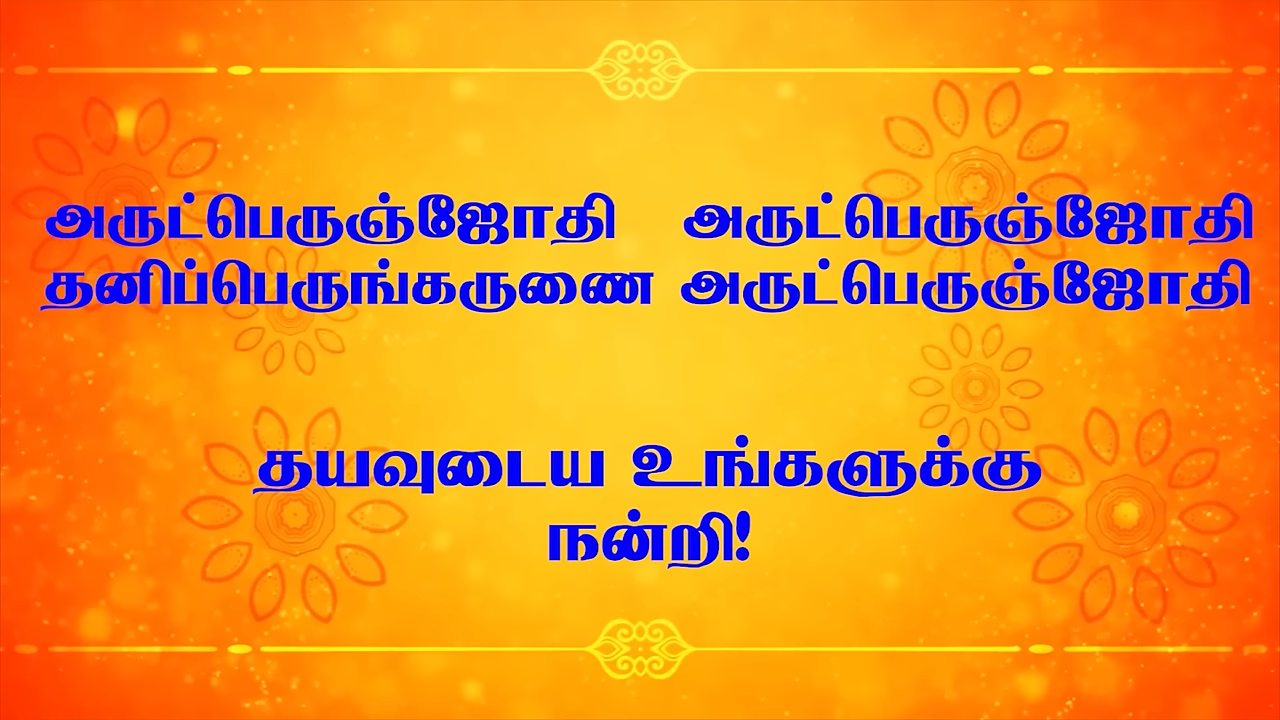 அருட்பெருஞ்ஜோதி அருட்பெருஞ்ஜோதி
தனிப்பெருங்கருணை அருட்பெருஞ்ஜோதி
தயவுடைய உங்களுக்கு
நன்றி!